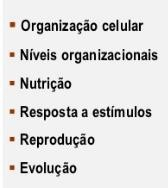 ▪ Organização celular
▪ Níveis organizacionais
▪ Nutrição
▪ Resposta a estímulos
▪ Reprodução
▪ Evolução